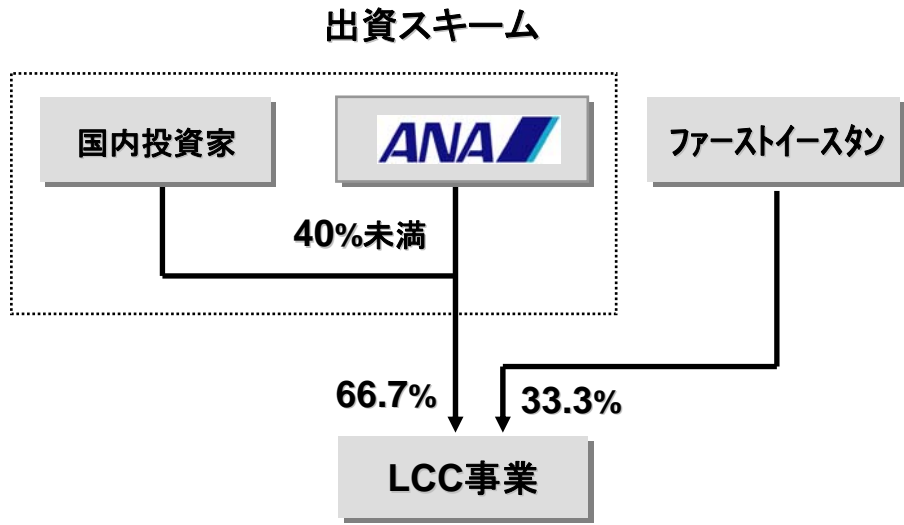 出資スキーム
国内投資家
ANA
ファーストイースタン
40%未満
66.7%
33.3%
LCC事業